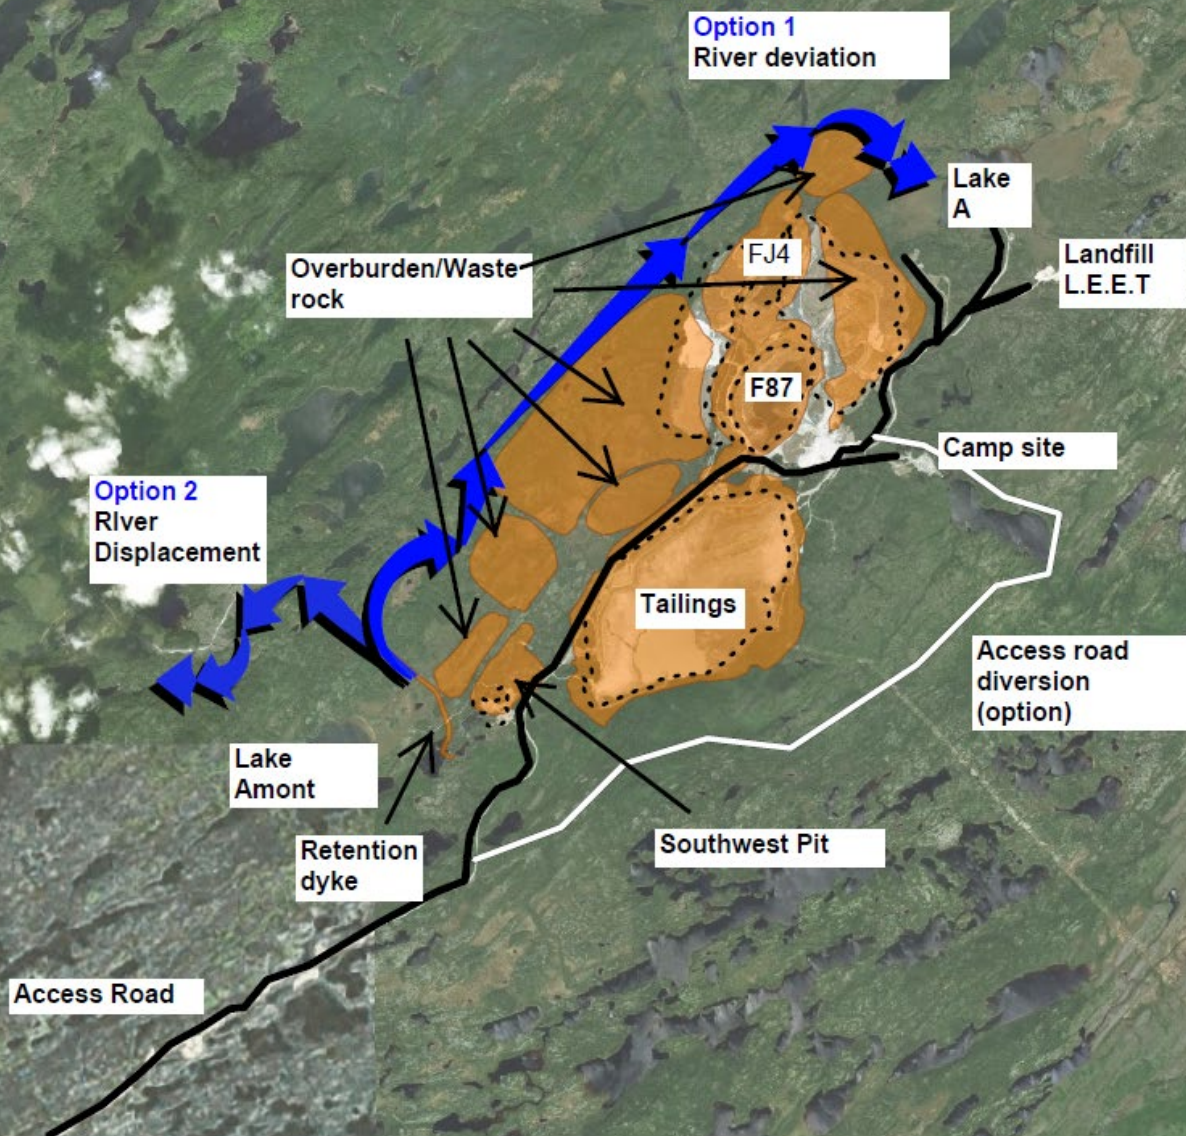 Option 1
River deviation
Lake
A
FJ4
Landfill
L.E.E.T
Overburden/Waste
rock
F87
Camp site
Option 2
RIver
Displacement
Tailings
Access road
diversion
(option)
Lake
Amont
Southwest Pit
Retention
dyke
Access Road